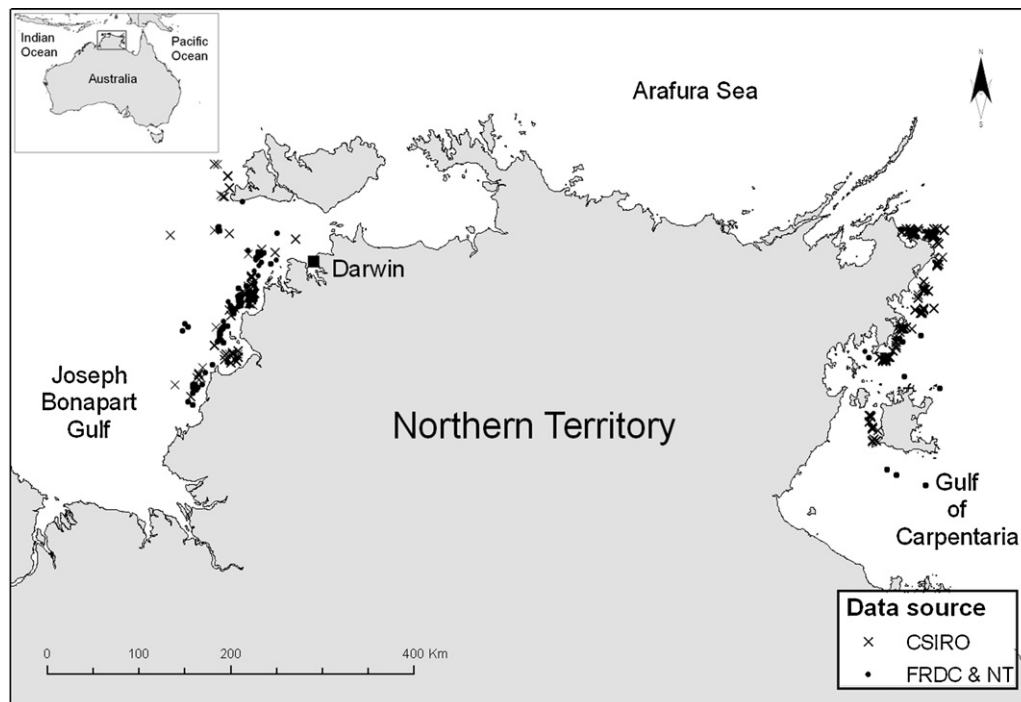 Indian
Ocean
Pacific
Ocean
Australia
Arafura Sea
N
S
Darwin
Joseph
Bonapart
Gulf
Northern Territory
Gulf
of
Carpentaria
Data source
CSIRO
FRDC & NT
0 100 200 400 Km